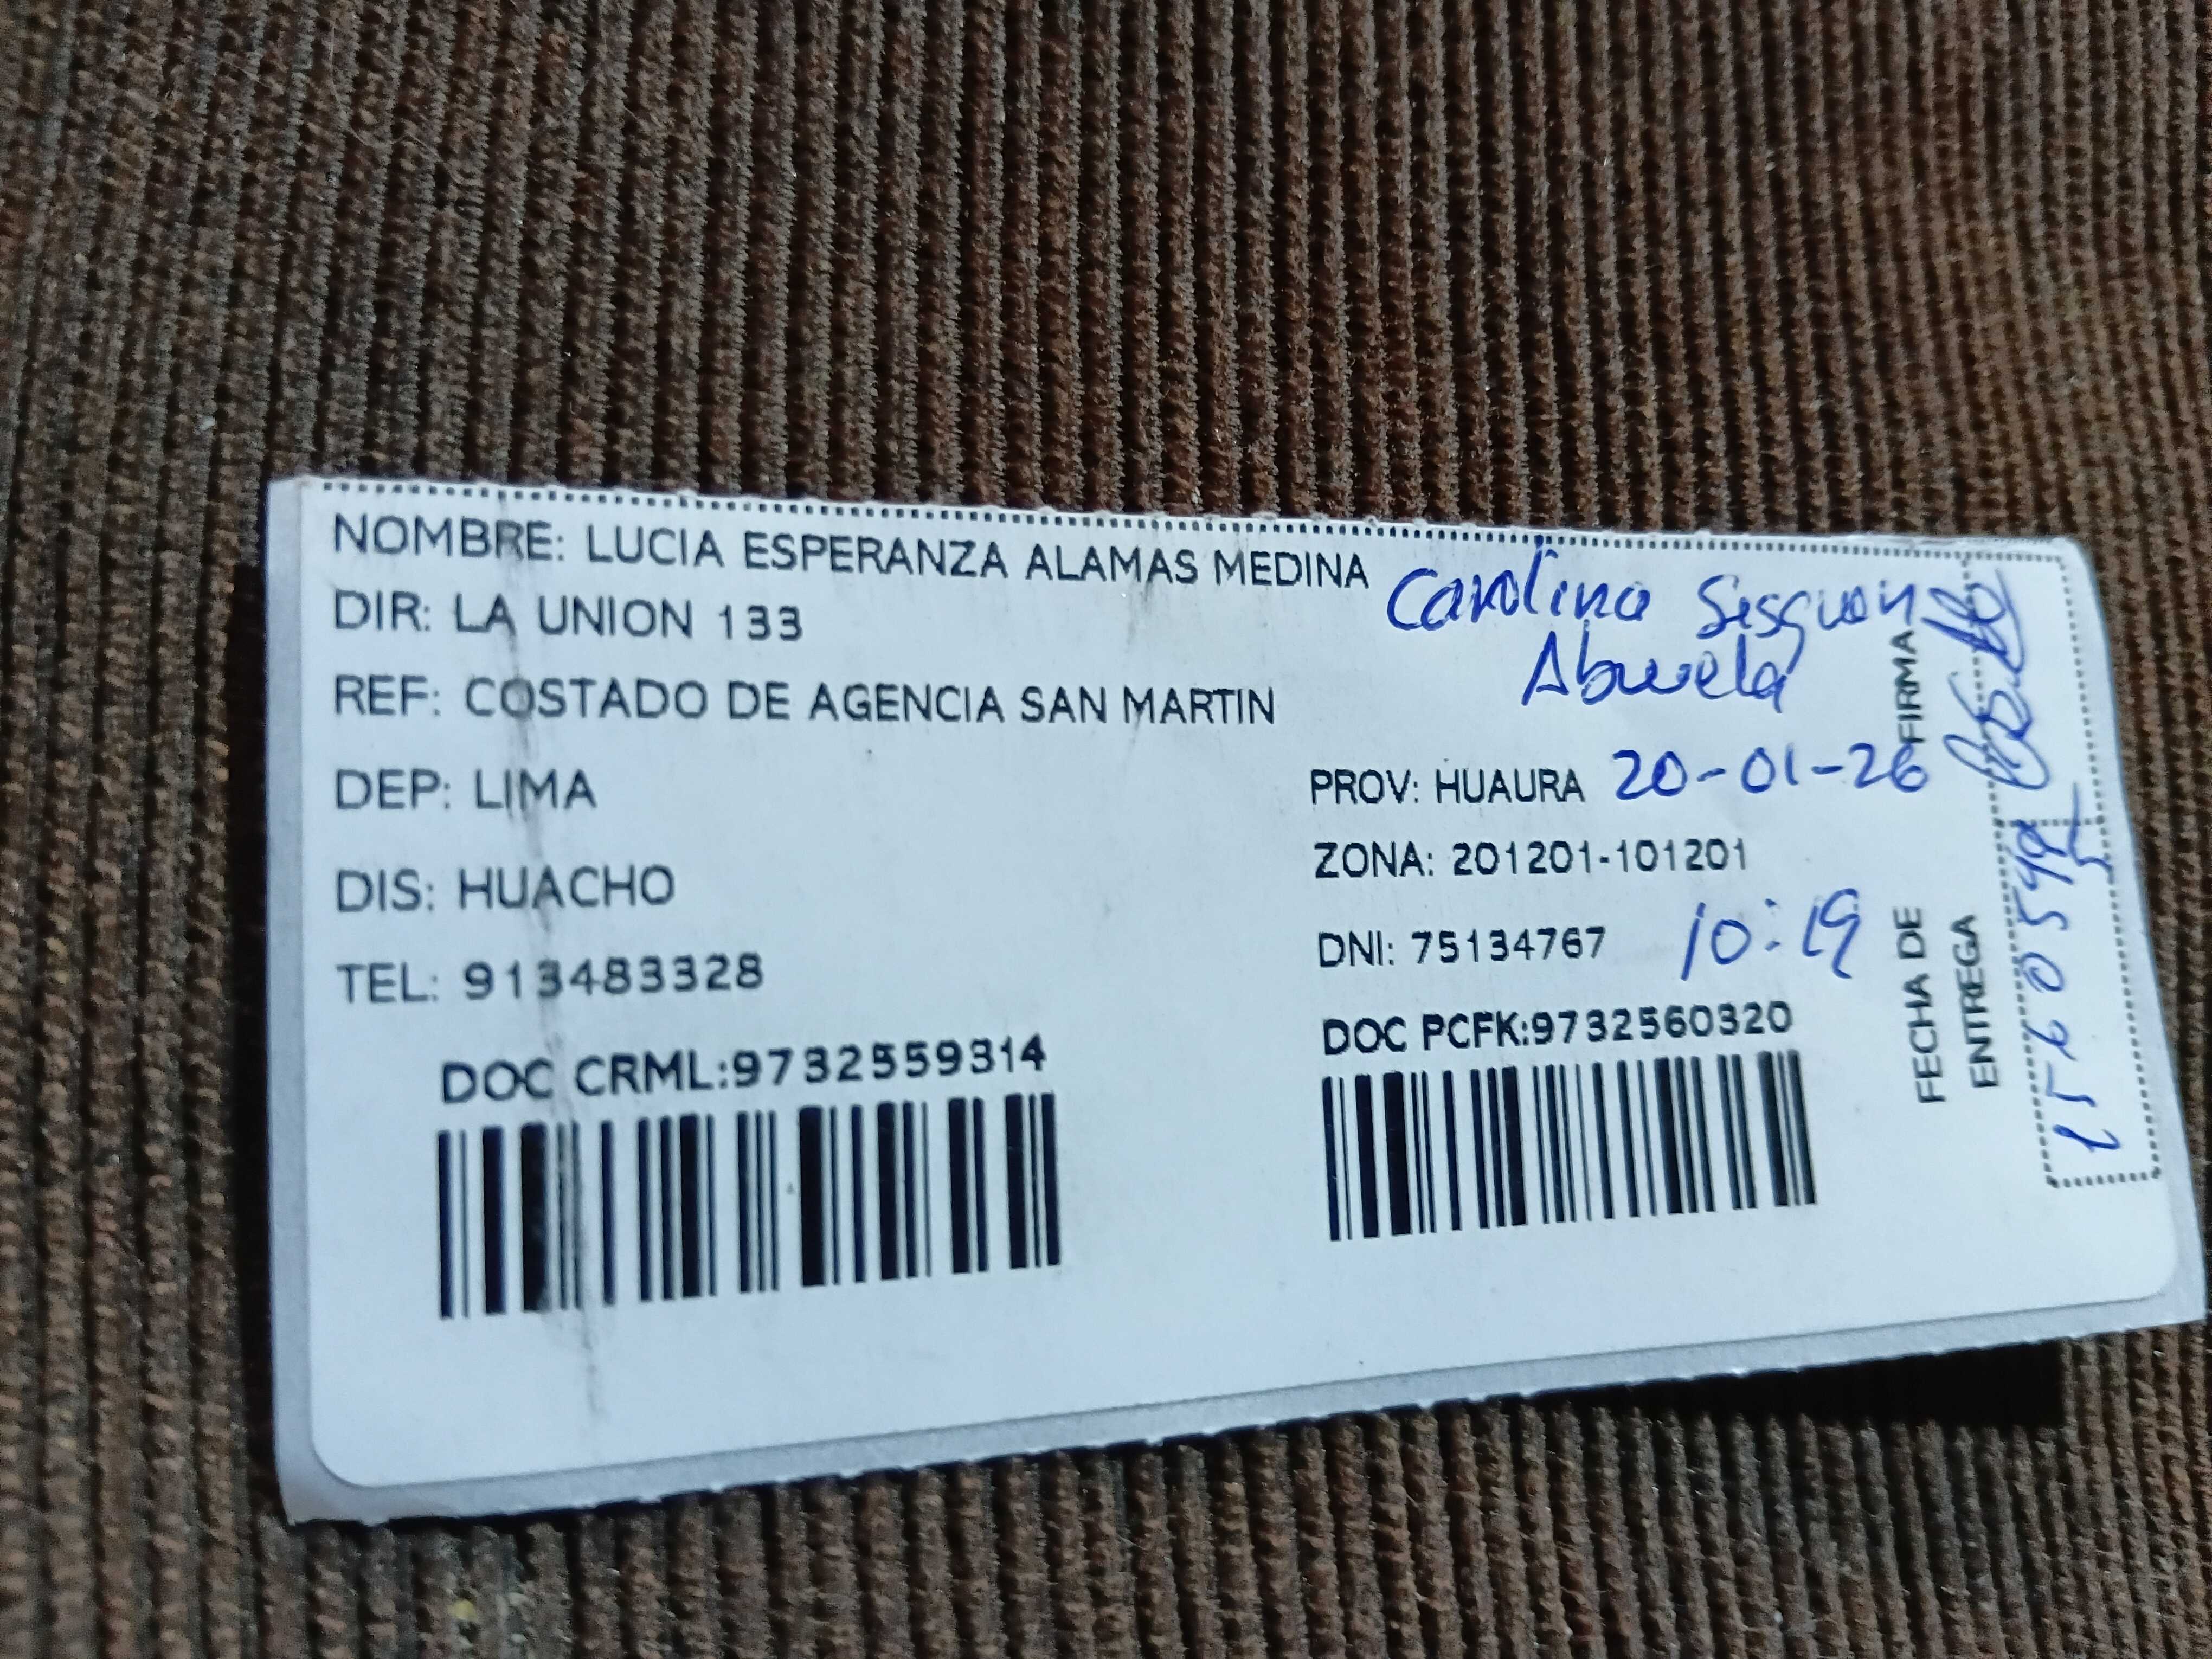 NOMBRE: LUCIA ESPERANZA ALAMAS MEDINA
Carolina Sisguan
Abuela
DIR: LA UNION 133
REF: COSTADO DE AGENCIA SAN MARTIN
DEP: LIMA
PROV: HUAURA 20-01-26
DIS: HUACHO
ZONA: 201201-101201
TEL: 913483328
DNI: 75134767 10:19
DOC CRML:9732559314
DOC PCFK:9732560320
FIRMA
FECHA DE
ENTREGA